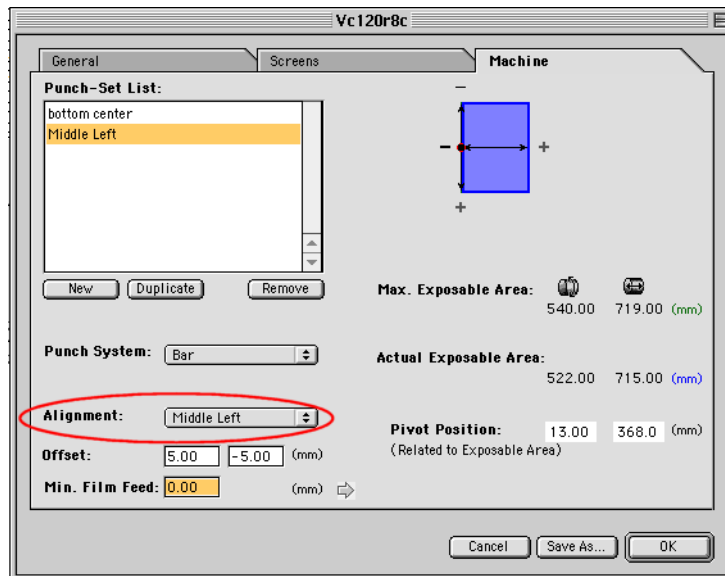 Vc120r8c
General Screens Machine
Punch-Set List:
bottom center
Middle Left
New Duplicate Remove
−
− +
+
Max. Exposable Area:
540.00 719.00 (mm)
Punch System: Bar
Actual Exposable Area:
522.00 715.00 (mm)
Alignment: Middle Left
Pivot Position: 13.00 368.0 (mm)
(Related to Exposable Area)
Offset: 5.00 -5.00 (mm)
Min. Film Feed: 0.00 (mm)
Cancel Save As... OK